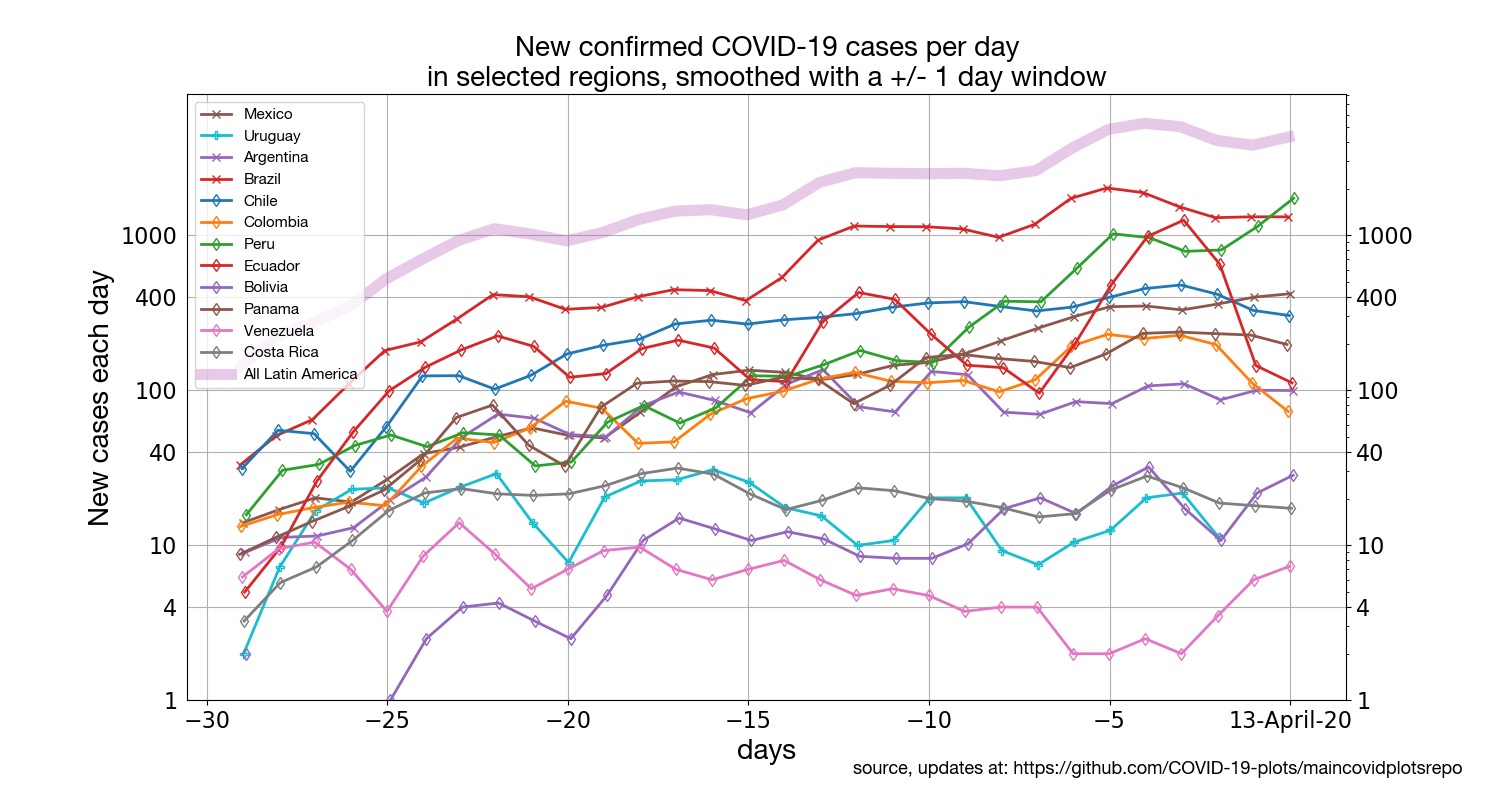 New confirmed COVID-19 cases per day
in selected regions, smoothed with a +/- 1 day window
Mexico
Uruguay
Argentina
Brazil
Chile
Colombia
Peru
Ecuador
Bolivia
Panama
Venezuela
Costa Rica
All Latin America
New cases each day
1000
400
100
40
10
4
1
1000
400
100
40
10
4
1
−30
−25
−20
−15
−10
−5
13-April-20
days
source, updates at: https://github.com/COVID-19-plots/maincovidplotsrepo